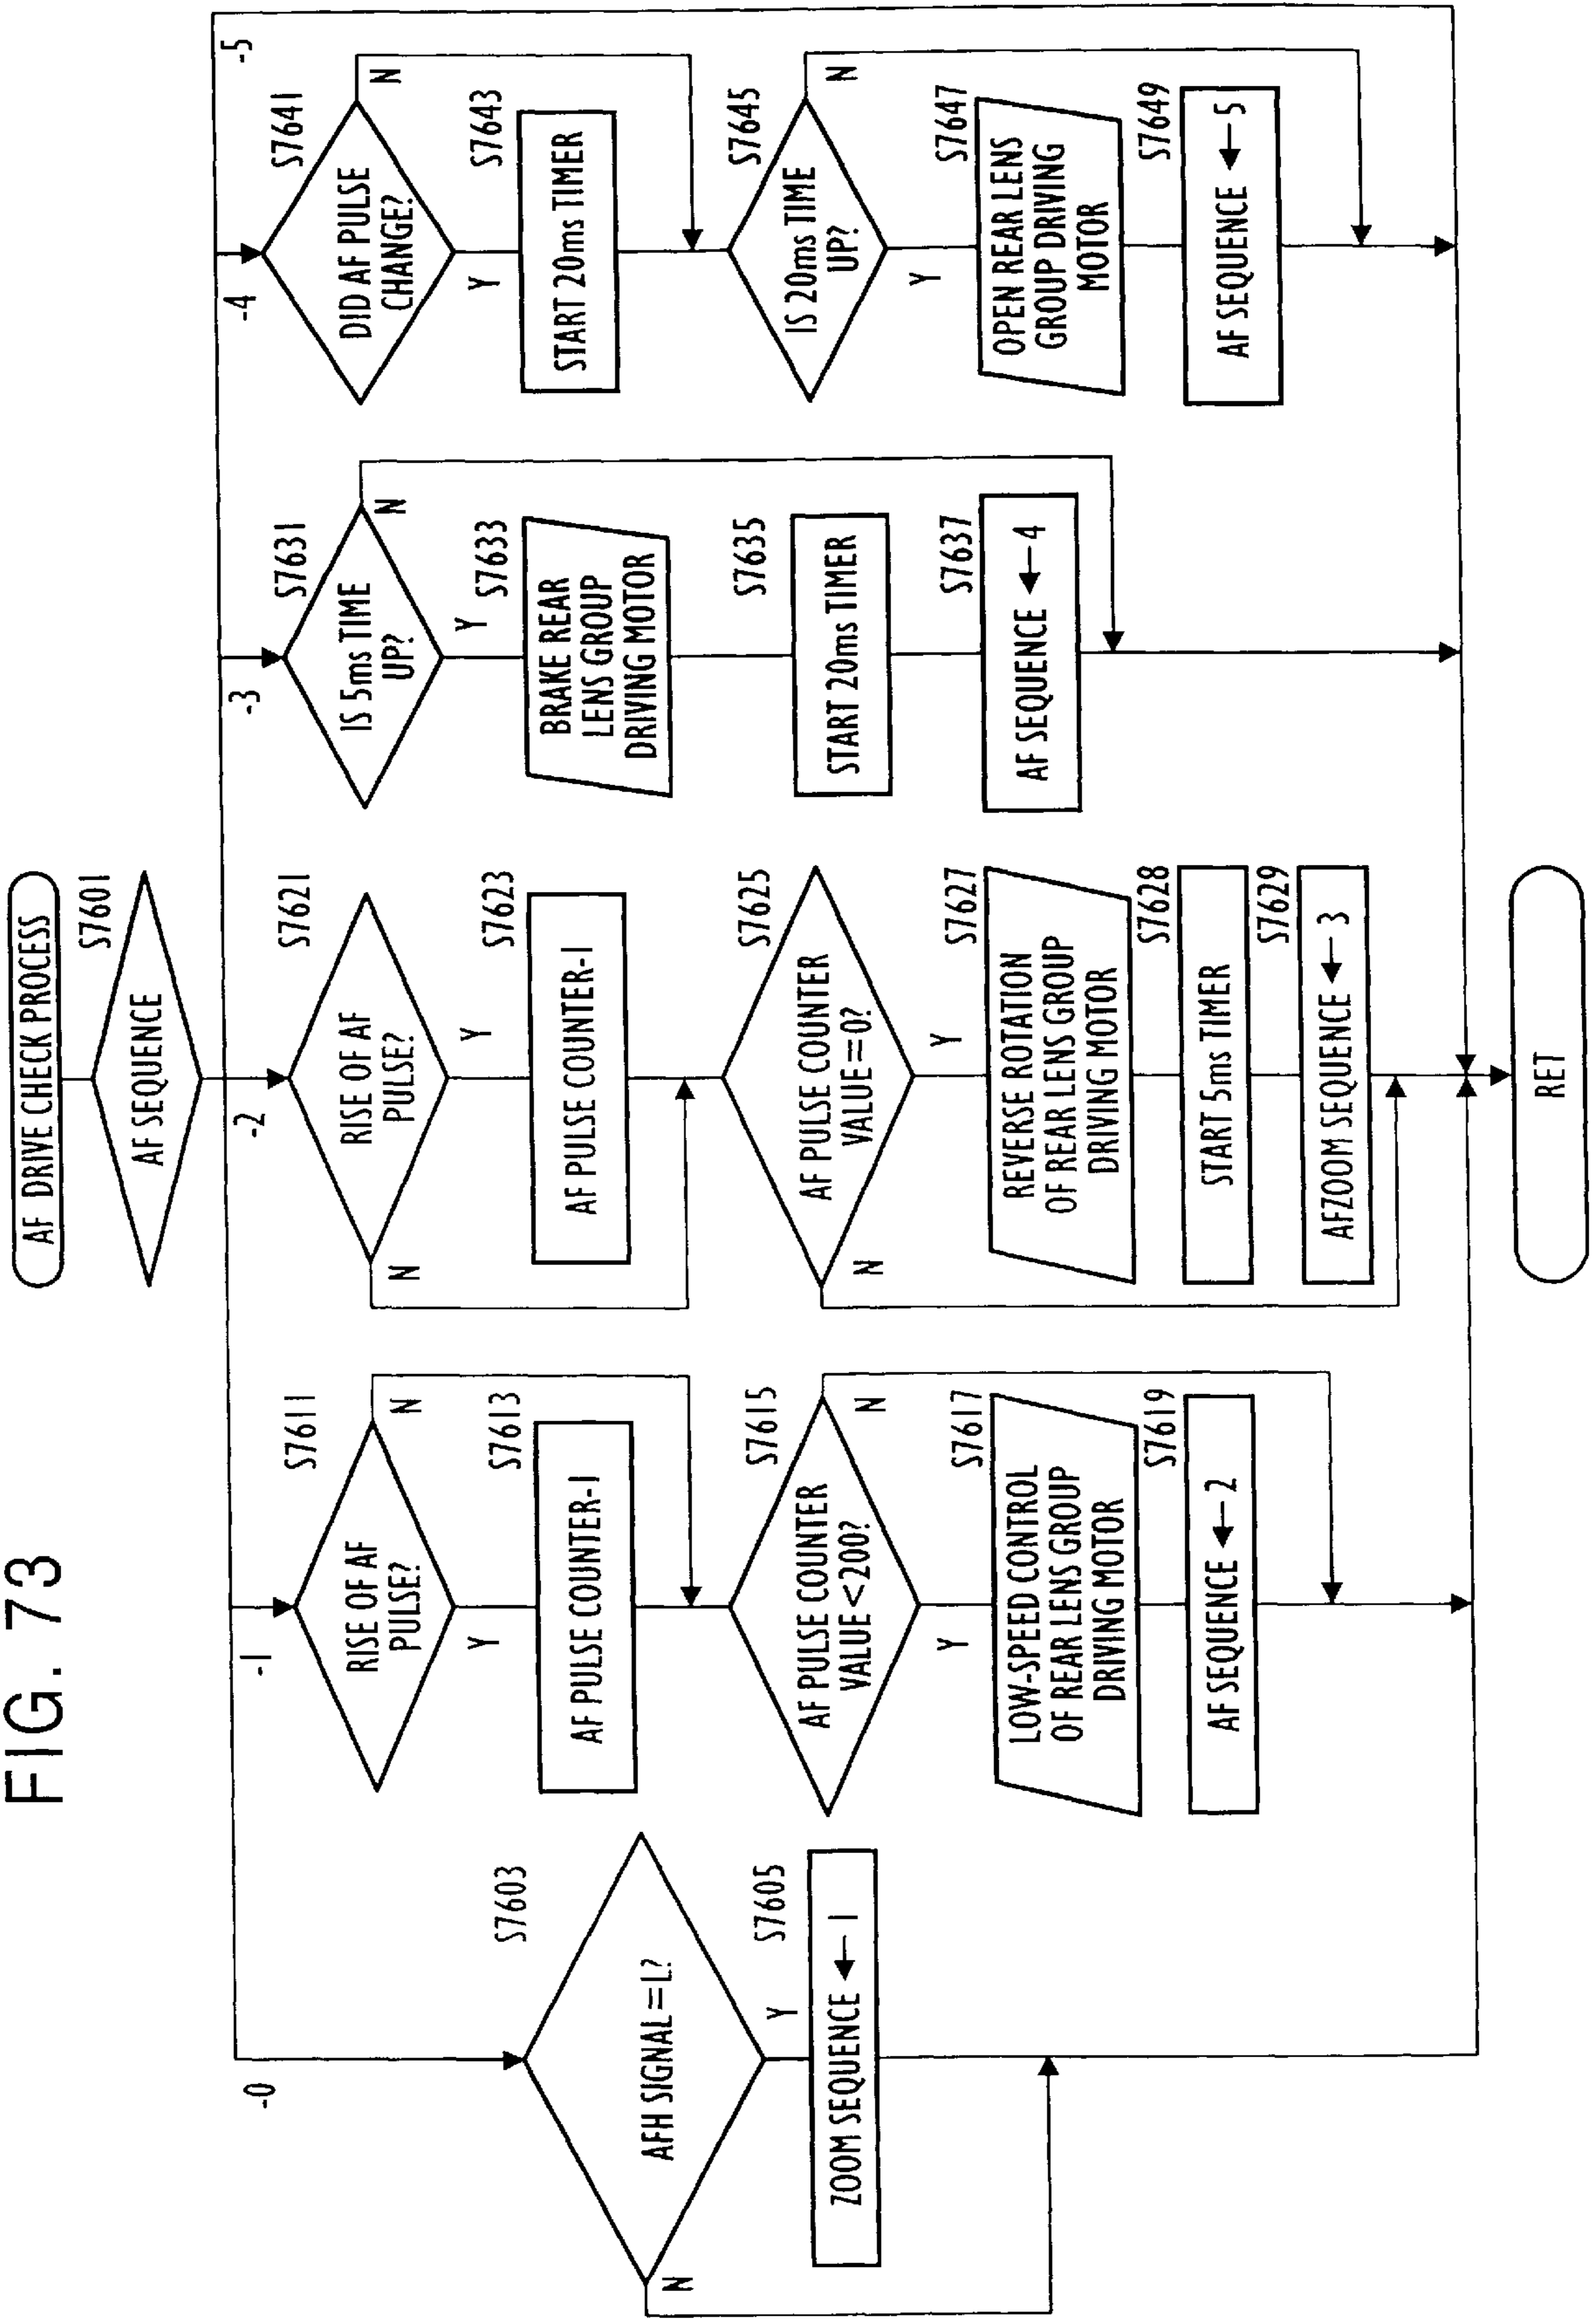 FIG. 73
AF DRIVE CHECK PROCESS
S7601
AF SEQUENCE
-0
S7603
AFH SIGNAL=L?
N
Y
S7605
ZOOM SEQUENCE ← 1
-1
S7611
RISE OF AF
PULSE?
N
Y
S7613
AF PULSE COUNTER-1
S7615
AF PULSE COUNTER
VALUE<200?
N
Y
S7617
LOW-SPEED CONTROL
OF REAR LENS GROUP
DRIVING MOTOR
S7619
AF SEQUENCE ← 2
-2
S7621
RISE OF AF
PULSE?
N
Y
S7623
AF PULSE COUNTER-1
S7625
AF PULSE COUNTER
VALUE=0?
N
Y
S7627
REVERSE ROTATION
OF REAR LENS GROUP
DRIVING MOTOR
S7628
START 5ms TIMER
S7629
AFZOOM SEQUENCE ← 3
-3
S7631
IS 5ms TIME
UP?
N
Y
S7633
BRAKE REAR
LENS GROUP
DRIVING MOTOR
S7635
START 20ms TIMER
S7637
AF SEQUENCE ← 4
-4
S7641
DID AF PULSE
CHANGE?
N
Y
S7643
START 20ms TIMER
S7645
IS 20ms TIME
UP?
N
Y
S7647
OPEN REAR LENS
GROUP DRIVING
MOTOR
S7649
AF SEQUENCE ← 5
-5
RET